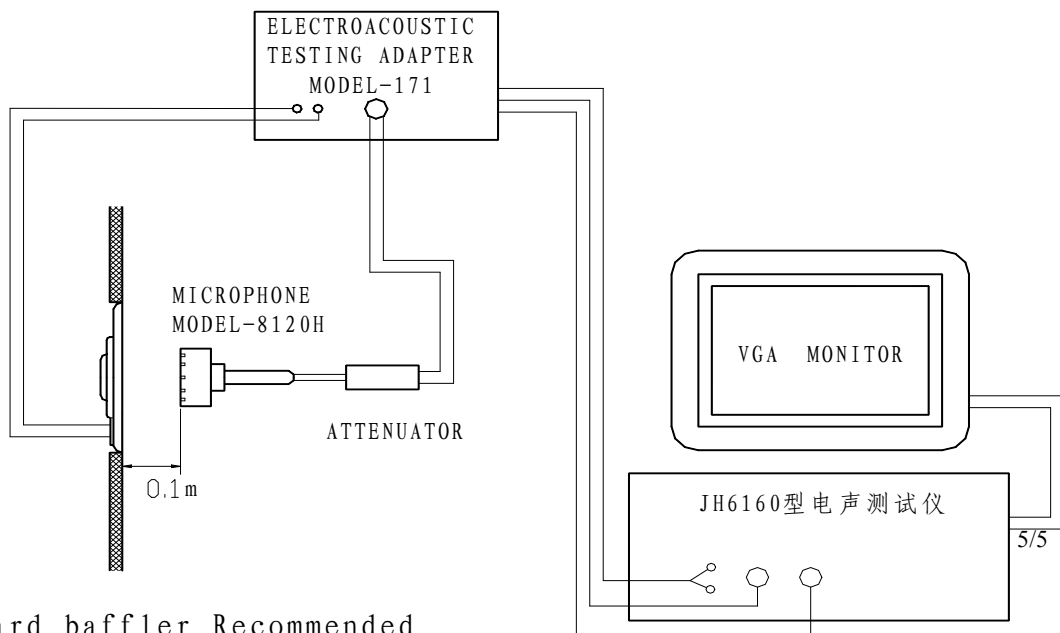 ELECTROACOUSTIC
TESTING ADAPTER
MODEL-171
MICROPHONE
MODEL-8120H
VGA MONITOR
ATTENUATOR
0.1m
JH6160型电声测试仪
5/5
baffler Recommended